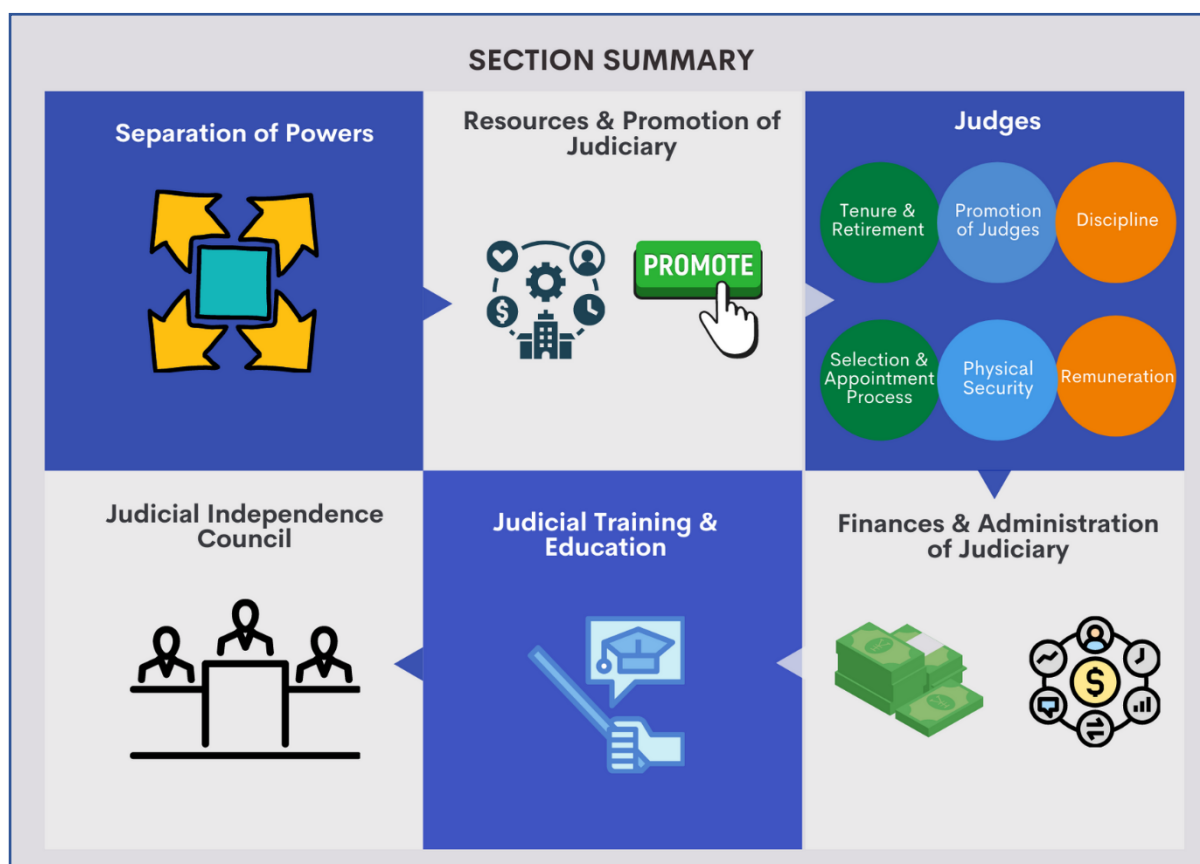 SECTION SUMMARY
Separation of Powers
Resources & Promotion of
Judiciary
PROMOTE
Judges
Tenure &
Retirement
Promotion
of Judges
Discipline
Selection &
Appointment
Process
Physical
Security
Remuneration
Finances & Administration
of Judiciary
Judicial Training &
Education
Judicial Independence
Council